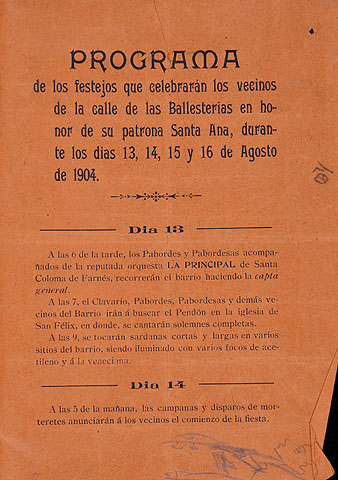 PROGRAMA
de los festejos que celebrarán los vecinos
de la calle de las Ballesterias en ho-
nor de su patrona Santa Ana, duran-
te los dias 13, 14, 15 y 16 de Agosto
de 1904.
Dia 13
A las 6 de la tarde, los Pabordes y Pabordesas acompa-
ñados de la reputada orquesta LA PRINCIPAL de Santa
Coloma de Farnés, recorrerán el barrio haciendo la capta
general.
A las 7, el Clavario, Pabordes, Pabordesas y demás ve-
cinos del Barrio irán á buscar el Pendón en la iglesia de
San Félix, en donde, se cantarán solemnes completas.
A las 9, se tocarán sardanas cortas y largas en varios
sitios del barrio, siendo iluminado con varios focos de ace-
tileno y á la veneciana.
Dia 14
A las 5 de la mañana, las campanas y disparos de mor-
teretes anunciarán á los vecinos el comienzo de la fiesta.